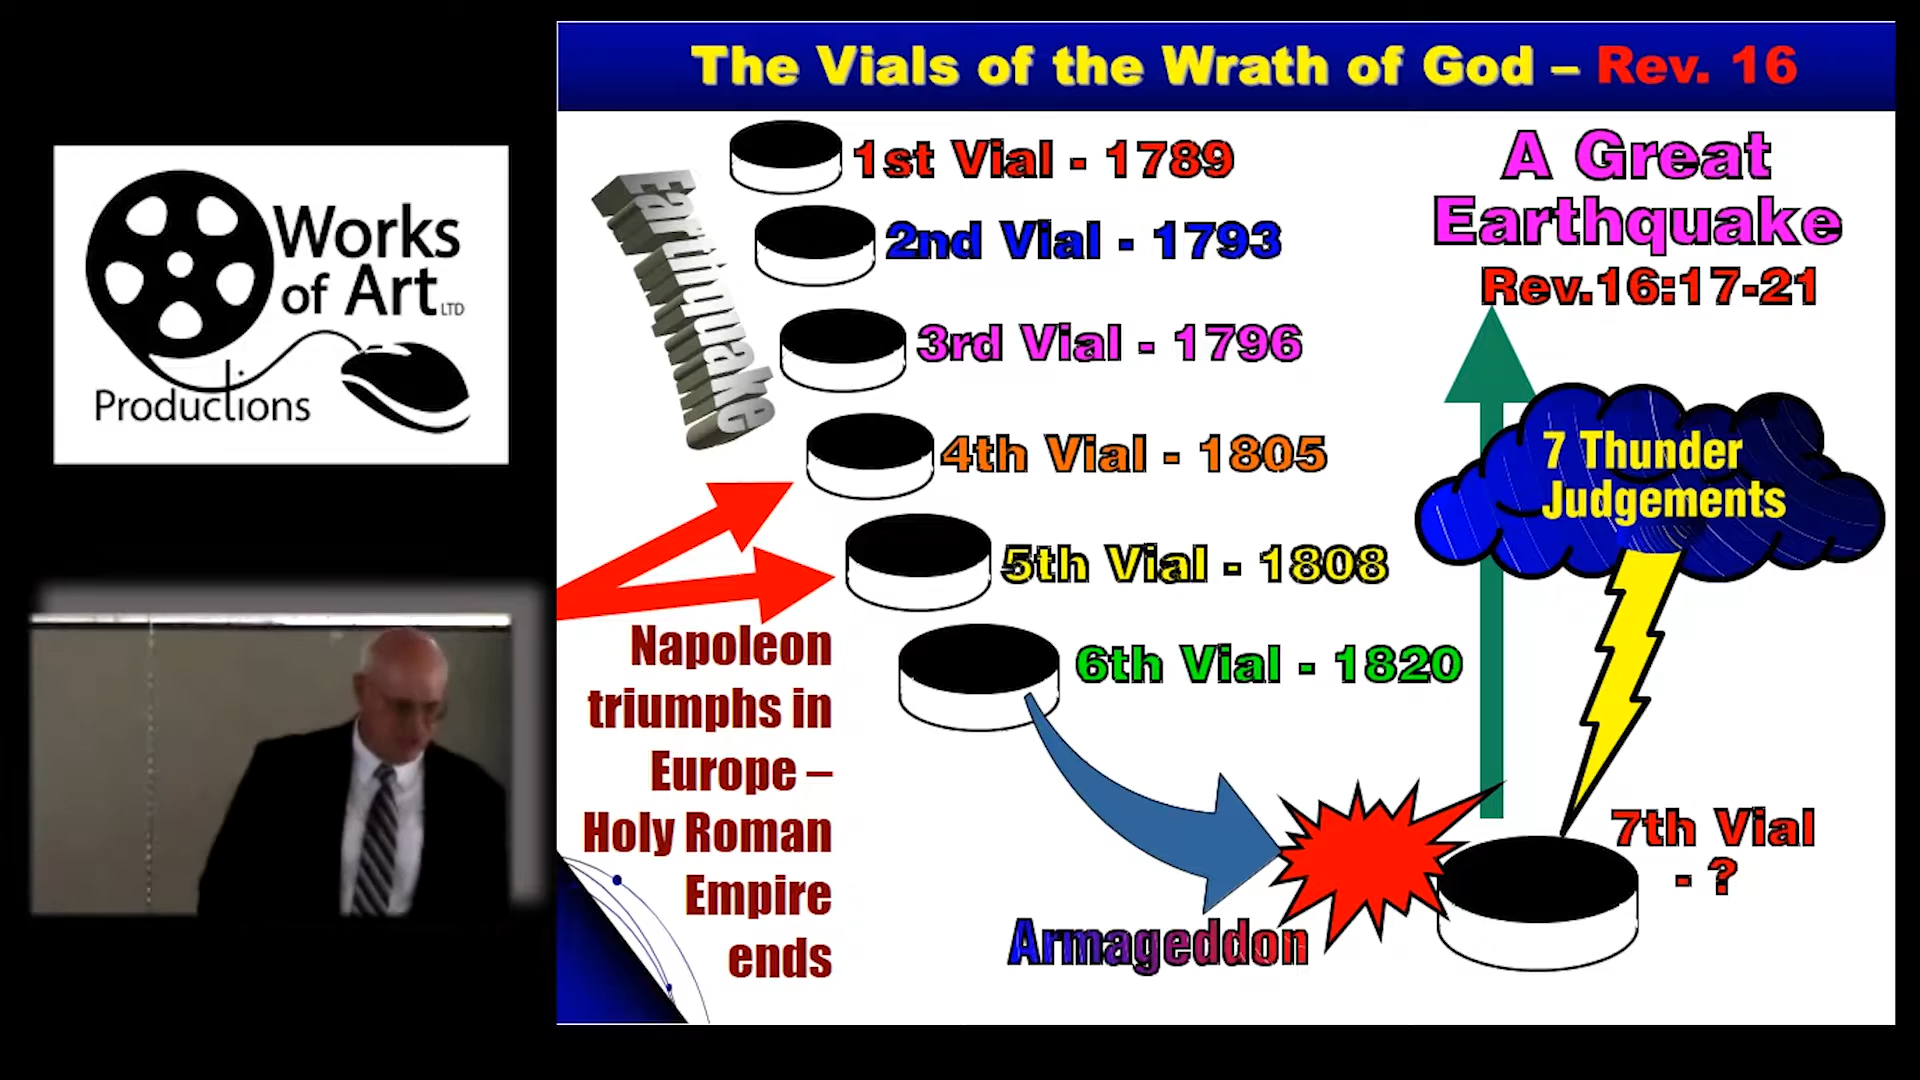 The Vials of the Wrath of God – Rev. 16
Works
of Art LTD
Productions
Earthquake
1st Vial - 1789
2nd Vial - 1793
3rd Vial - 1796
4th Vial - 1805
5th Vial - 1808
6th Vial - 1820
A Great
Earthquake
Rev.16:17-21
7 Thunder
Judgements
Napoleon
triumphs in
Europe –
Holy Roman
Empire
ends
Armageddon
7th Vial
- ?